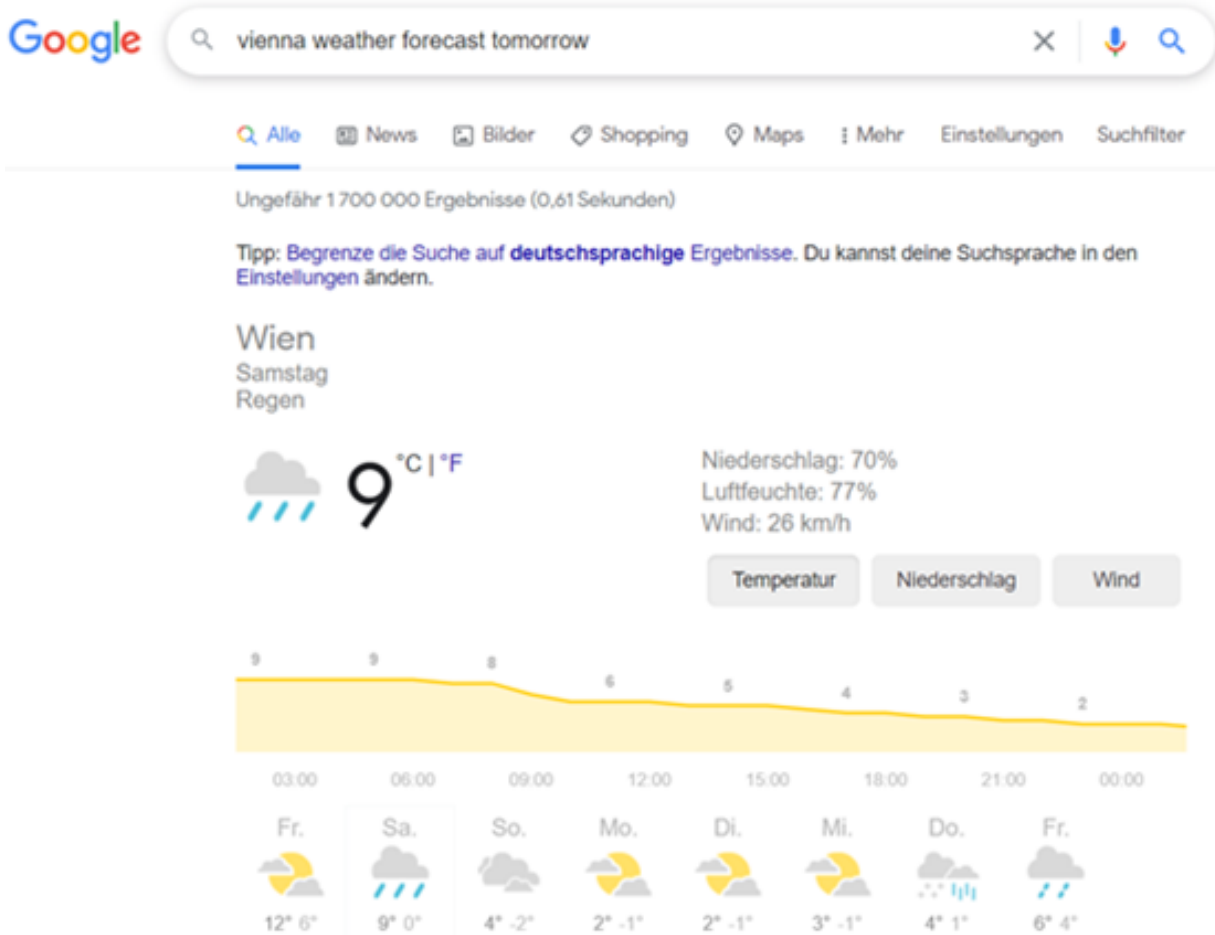 Google vienna weather forecast tomorrow
Alle News Bilder Shopping Maps Mehr Einstellungen Suchfilter
Ungefähr 1 700 000 Ergebnisse (0,61 Sekunden)
Tipp: Begrenze die Suche auf deutschsprachige Ergebnisse. Du kannst deine Suchsprache in den
Einstellungen ändern.
Wien
Samstag
Regen
9 °C | °F
Niederschlag: 70%
Luftfeuchte: 77%
Wind: 26 km/h
Temperatur Niederschlag Wind
9 9 8 6 5 4 3 2
03:00 06:00 09:00 12:00 15:00 18:00 21:00 00:00
Fr. Sa. So. Mo. Di. Mi. Do. Fr.
12° 6° 9° 0° 4° -2° 2° -1° 2° -1° 3° -1° 4° 1° 6° 4°